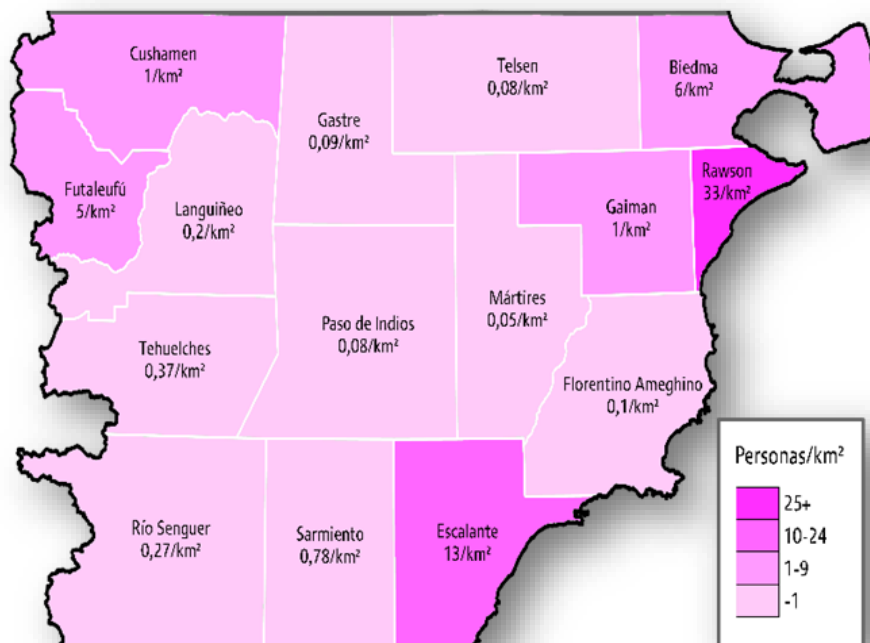 Cushamen
1/km²
Gastre
0,09/km²
Telsen
0,08/km²
Biedma
6/km²
Futaleufú
5/km²
Languiñeo
0,2/km²
Gaiman
1/km²
Rawson
33/km²
Tehuelches
0,37/km²
Paso de Indios
0,08/km²
Mártires
0,05/km²
Florentino Ameghino
0,1/km²
Río Senguer
0,27/km²
Sarmiento
0,78/km²
Escalante
13/km²
Personas/km²
25+
10-24
1-9
-1